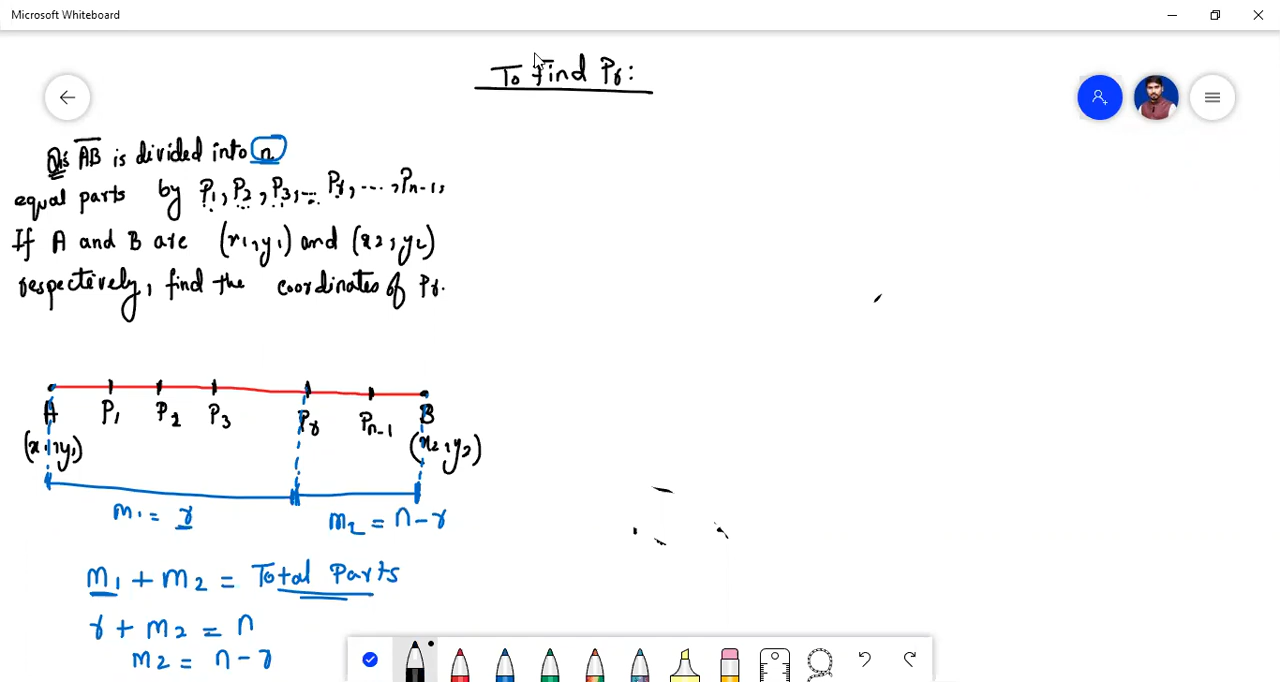 Microsoft Whiteboard
To Find Pr:
Q15 AB is divided into n
equal parts by P1, P2, P3, ... Pr, ..., Pn-1,
If A and B are (x1, y1) and (x2, y2)
respectively, find the coordinates of Pr.
A P1 P2 P3 Pr Pn-1 B
(x1, y1) (x2, y2)
m1 = r m2 = n-r
m1 + m2 = Total Parts
r + m2 = n
m2 = n-r